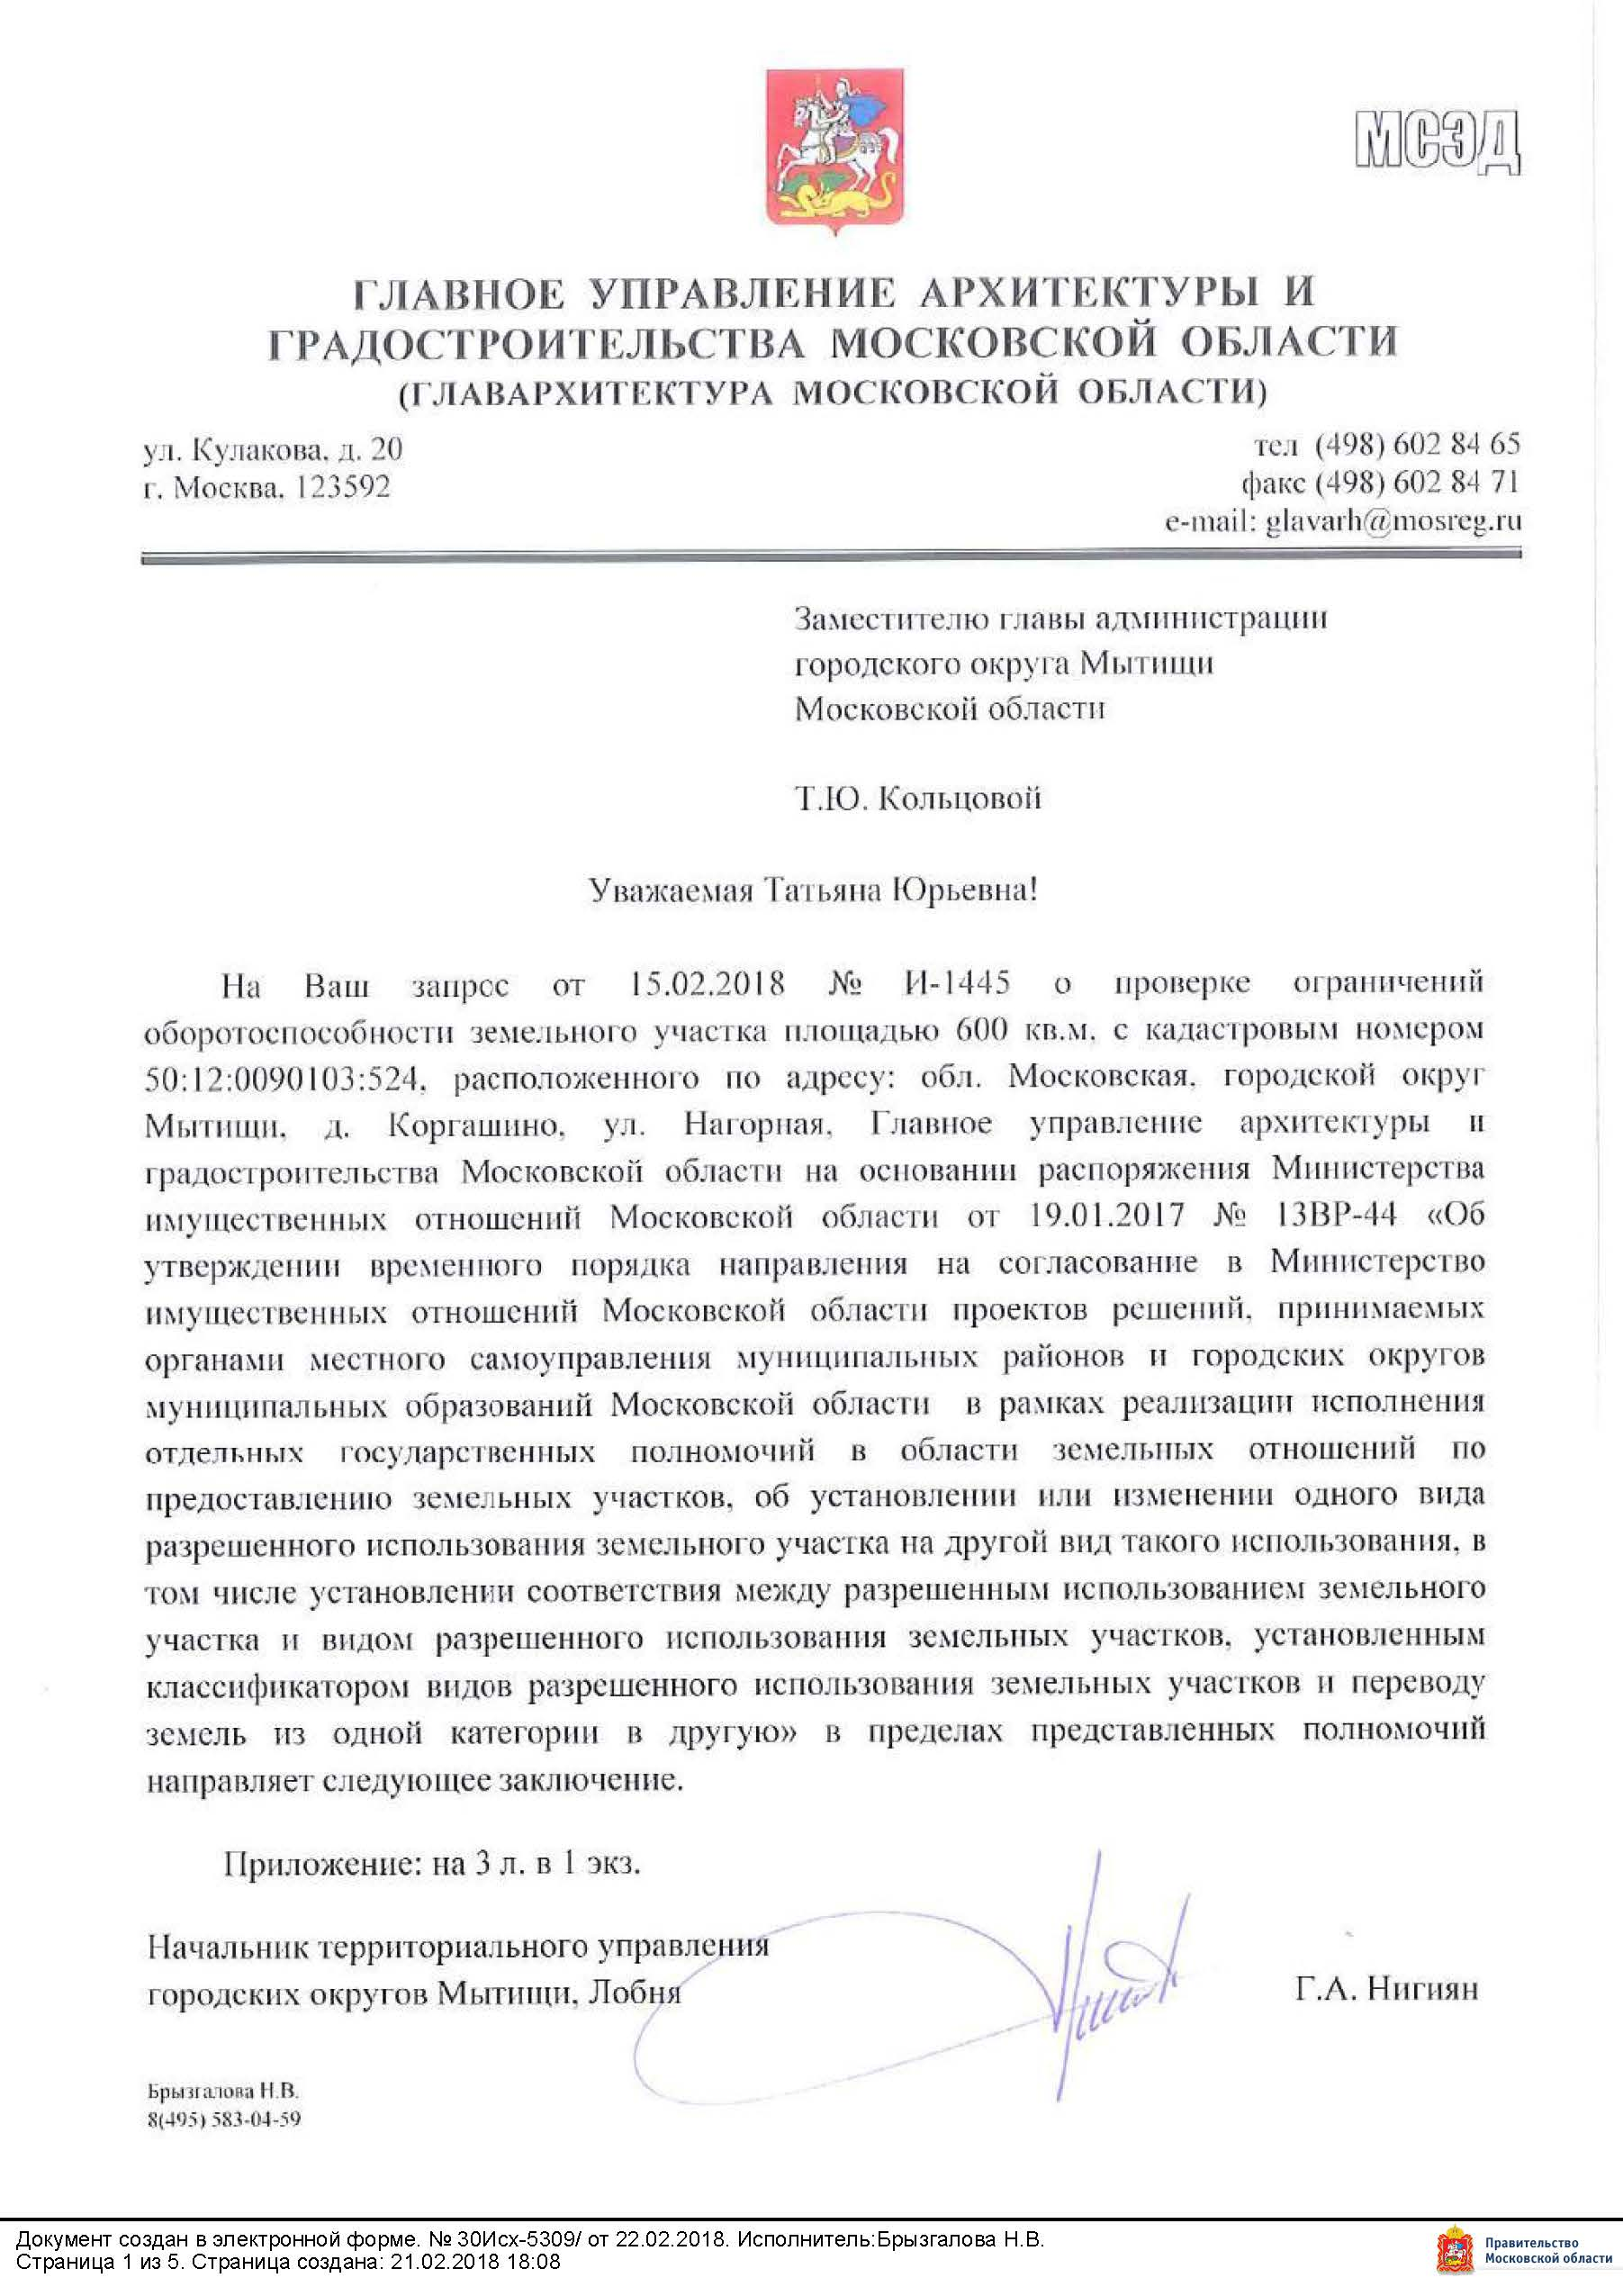 МСЭД
ГЛАВНОЕ УПРАВЛЕНИЕ АРХИТЕКТУРЫ И
ГРАДОСТРОИТЕЛЬСТВА МОСКОВСКОЙ ОБЛАСТИ
(ГЛАВАРХИТЕКТУРА МОСКОВСКОЙ ОБЛАСТИ)
ул. Кулакова, д. 20
г. Москва, 123592
тел (498) 602 84 65
факс (498) 602 84 71
e-mail: glavarh@mosreg.ru
Заместителю главы администрации
городского округа Мытищи
Московской области
Т.Ю. Кольцовой
Уважаемая Татьяна Юрьевна!
На Ваш запрос от 15.02.2018 № И-1445 о проверке ограничений
оборотоспособности земельного участка площадью 600 кв.м, с кадастровым номером
50:12:0090103:524, расположенного по адресу: обл. Московская, городской округ
Мытищи, д. Коргашино, ул. Нагорная, Главное управление архитектуры и
градостроительства Московской области на основании распоряжения Министерства
имущественных отношений Московской области от 19.01.2017 № 13ВР-44 «Об
утверждении временного порядка направления на согласование в Министерство
имущественных отношений Московской области проектов решений, принимаемых
органами местного самоуправления муниципальных районов и городских округов
муниципальных образований Московской области в рамках реализации исполнения
отдельных государственных полномочий в области земельных отношений по
предоставлению земельных участков, об установлении или изменении одного вида
разрешенного использования земельного участка на другой вид такого использования, в
том числе установлении соответствия между разрешенным использованием земельного
участка и видом разрешенного использования земельных участков, установленным
классификатором видов разрешенного использования земельных участков и переводу
земель из одной категории в другую» в пределах представленных полномочий
направляет следующее заключение.
Приложение: на 3 л. в 1 экз.
Начальник территориального управления
городских округов Мытищи, Лобня
Г.А. Нигиян
Брызгалова Н.В.
8(495) 583-04-59
Документ создан в электронной форме. № 30Исх-5309/ от 22.02.2018. Исполнитель:Брызгалова Н.В.
Страница 1 из 5. Страница создана: 21.02.2018 18:08
Правительство
Московской области